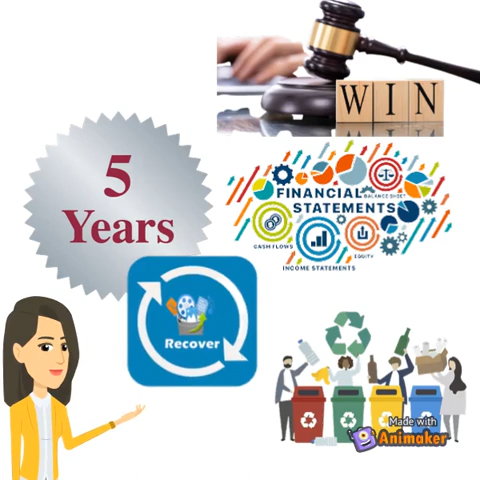 WIN
5
Years
FINANCIAL
BALANCE SHEET
STATEMENTS
CASH FLOWS
EQUITY
INCOME STATEMENTS
Recover
Made with
Animaker